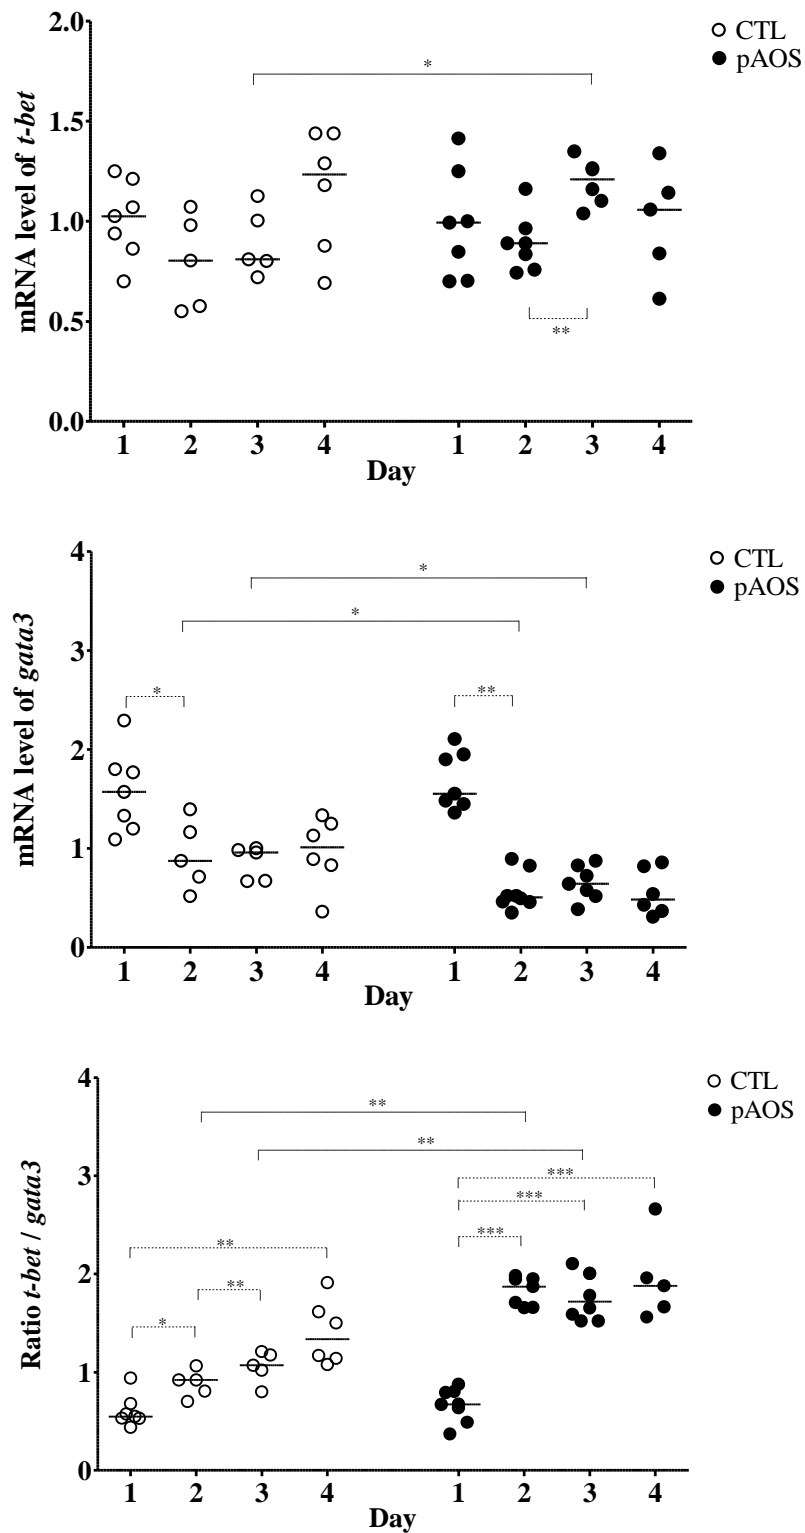 2.0
CTL
pAOS
*
1.5
mRNA level of t-bet
1.0
0.5
**
0.0
1 2 3 4 1 2 3 4
Day
4
CTL
pAOS
*
*
3
* **
mRNA level of gata3
2
1
0
1 2 3 4 1 2 3 4
Day
4
CTL
pAOS
**
**
3
***
***
***
Ratio t-bet / gata3
**
2
**
*
1
0
1 2 3 4 1 2 3 4
Day